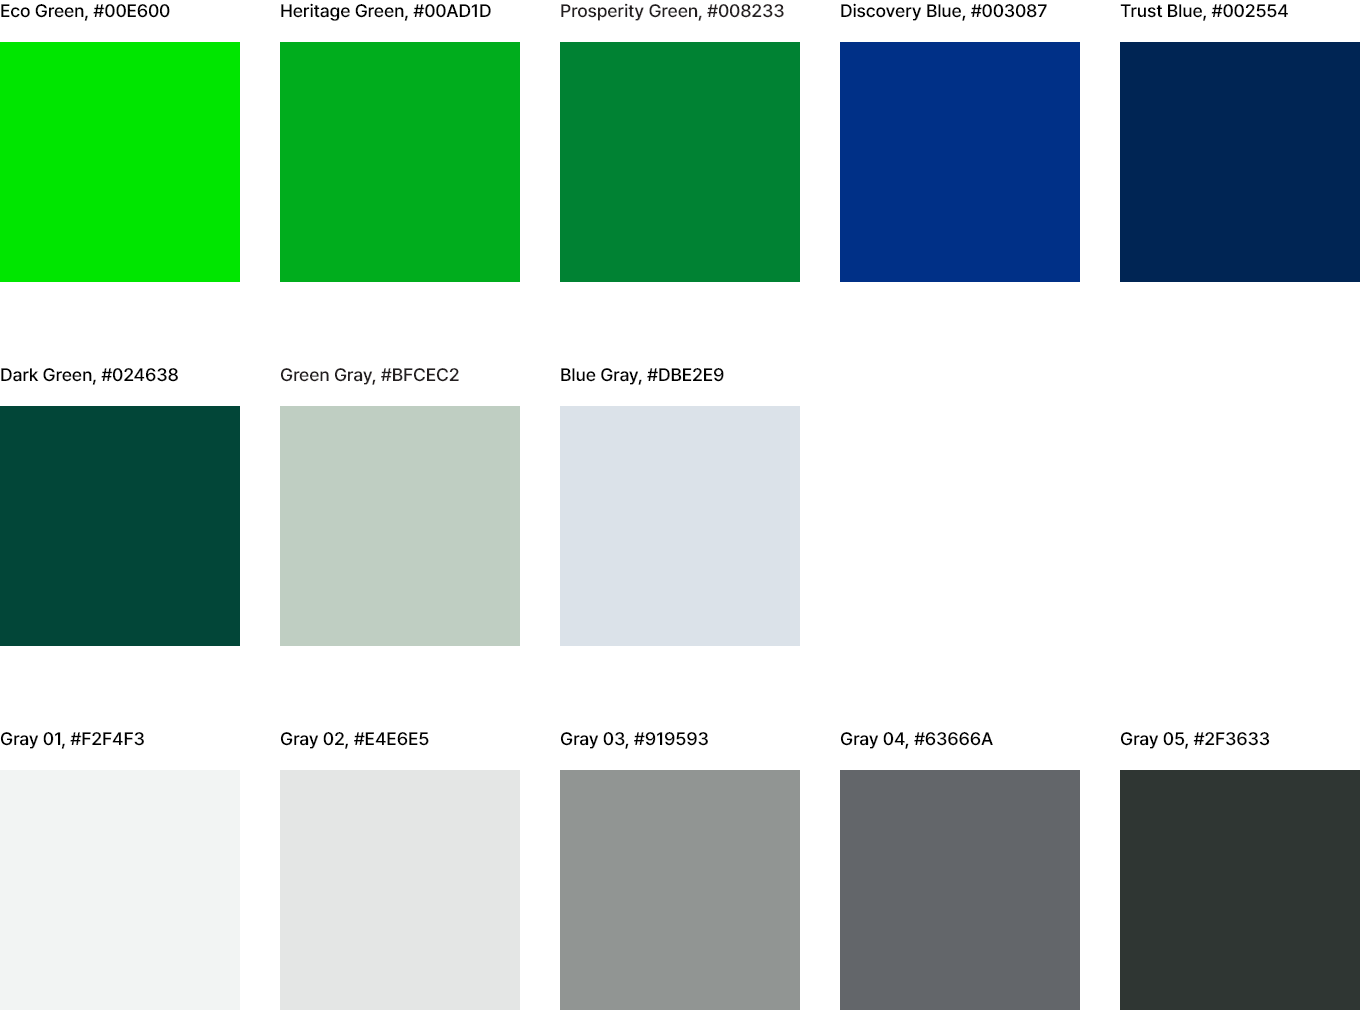 Eco Green, #00E600
Heritage Green, #00AD1D
Prosperity Green, #008233
Discovery Blue, #003087
Trust Blue, #002554
Dark Green, #024638
Green Gray, #BFCEC2
Blue Gray, #DBE2E9
Gray 01, #F2F4F3
Gray 02, #E4E6E5
Gray 03, #919593
Gray 04, #63666A
Gray 05, #2F3633